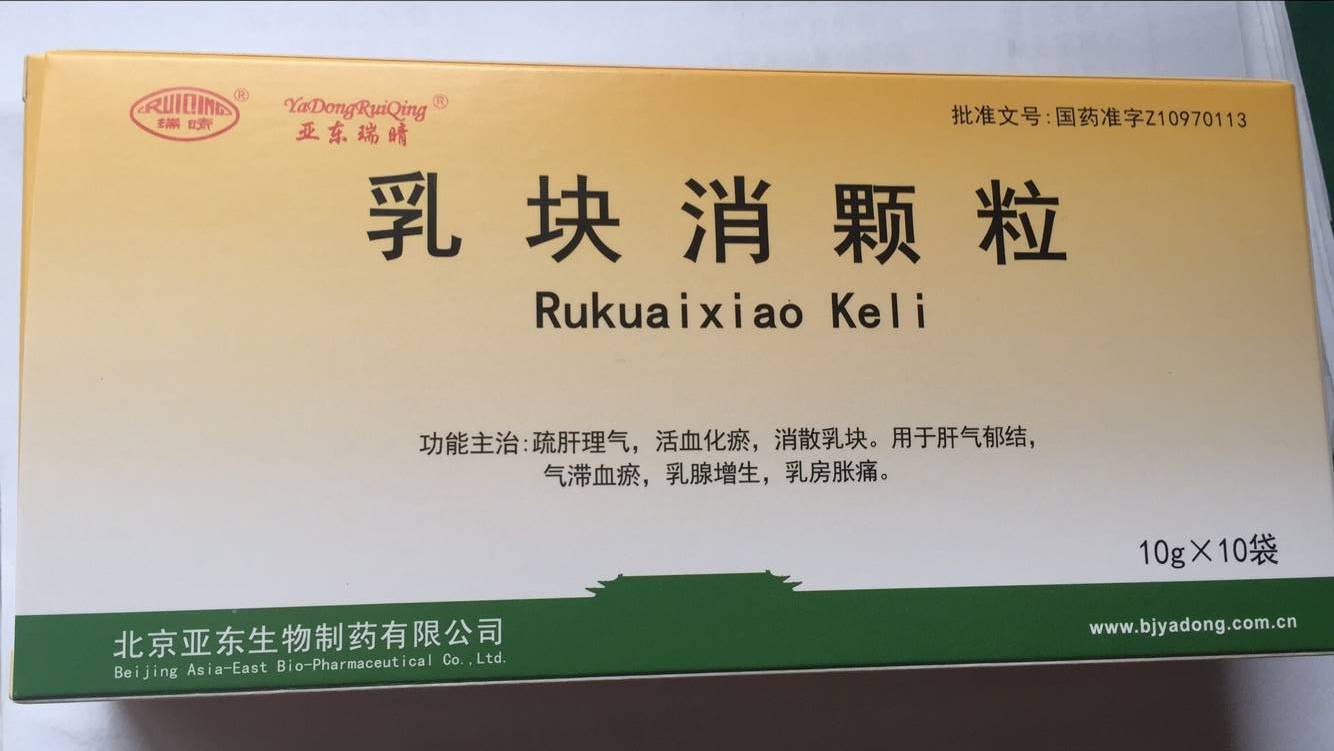 RUIQING®
瑞晴
YaDongRuiQing®
亚东瑞晴
批准文号:国药准字Z10970113
乳块消颗粒
Rukuaixiao Keli
功能主治:疏肝理气，活血化瘀，消散乳块。用于肝气郁结，
气滞血瘀，乳腺增生，乳房胀痛。
10g×10袋
北京亚东生物制药有限公司
Beijing Asia-East Bio-Pharmaceutical Co.,Ltd.
www.bjyadong.com.cn